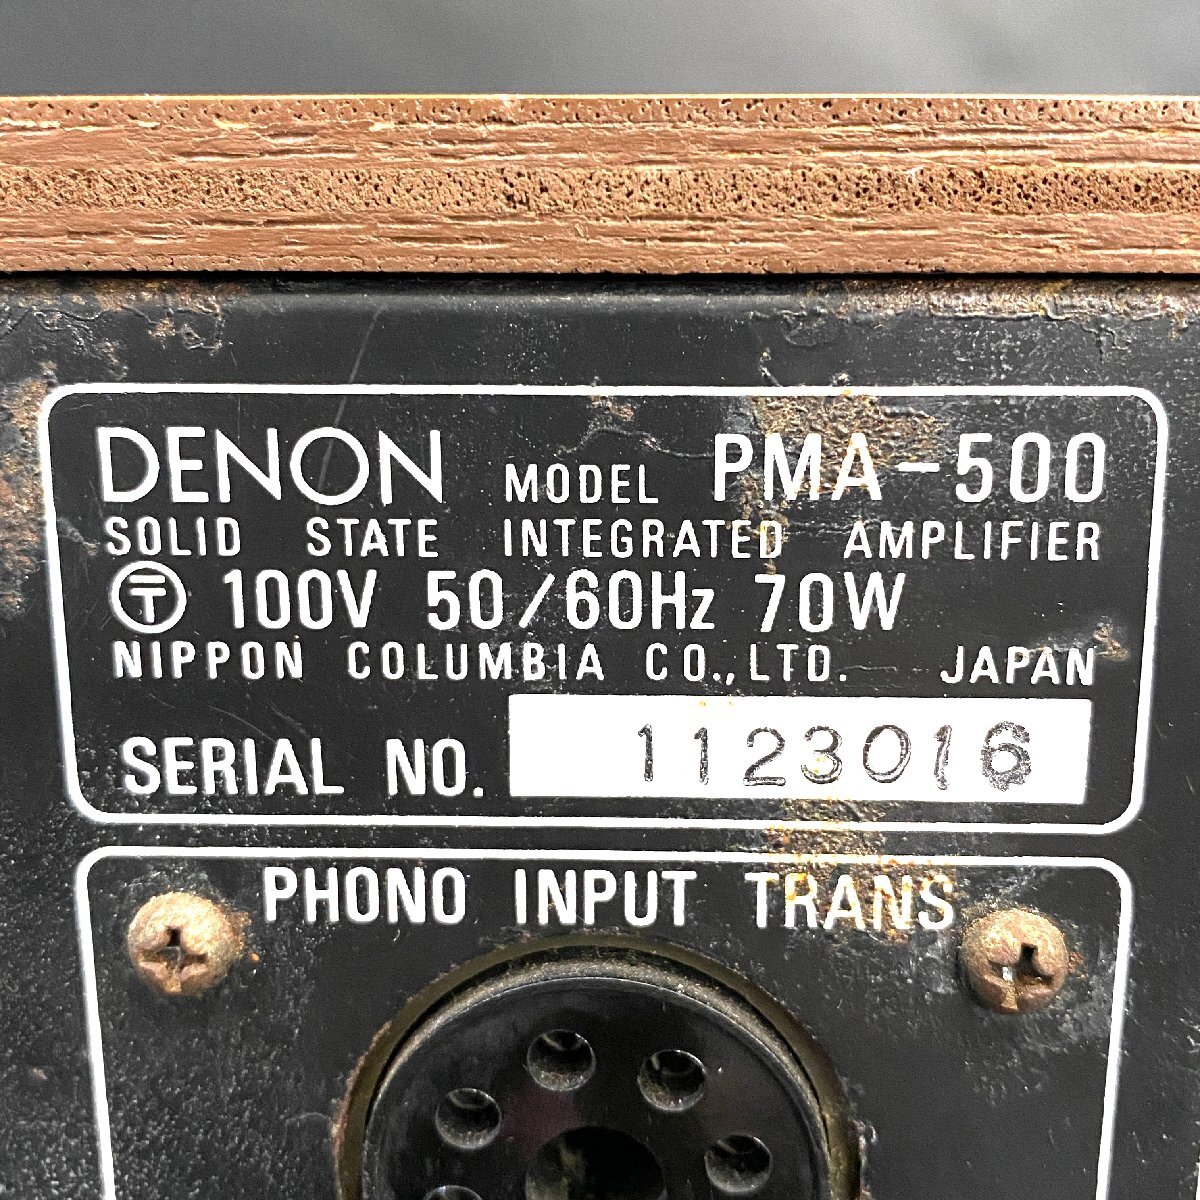 DENON MODEL PMA-500
SOLID STATE INTEGRATED AMPLIFIER
〒 100V 50/60Hz 70W
NIPPON COLUMBIA CO.,LTD. JAPAN
SERIAL NO. 1123016
PHONO INPUT TRANS